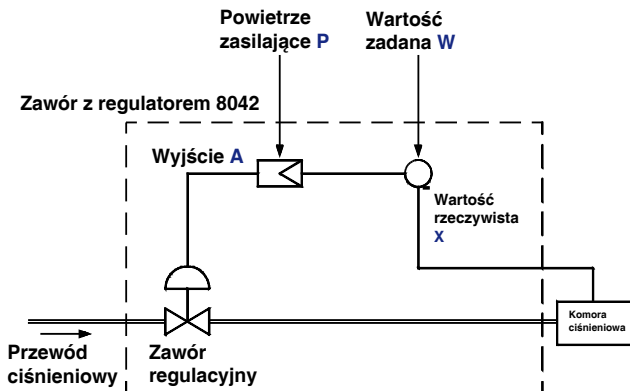 Powietrze
zasilające P
Wartość
zadana W
Zawór z regulatorem 8042
Wyjście A
Wartość
rzeczywista
X
Komora
ciśnieniowa
Przewód
ciśnieniowy
Zawór
regulacyjny